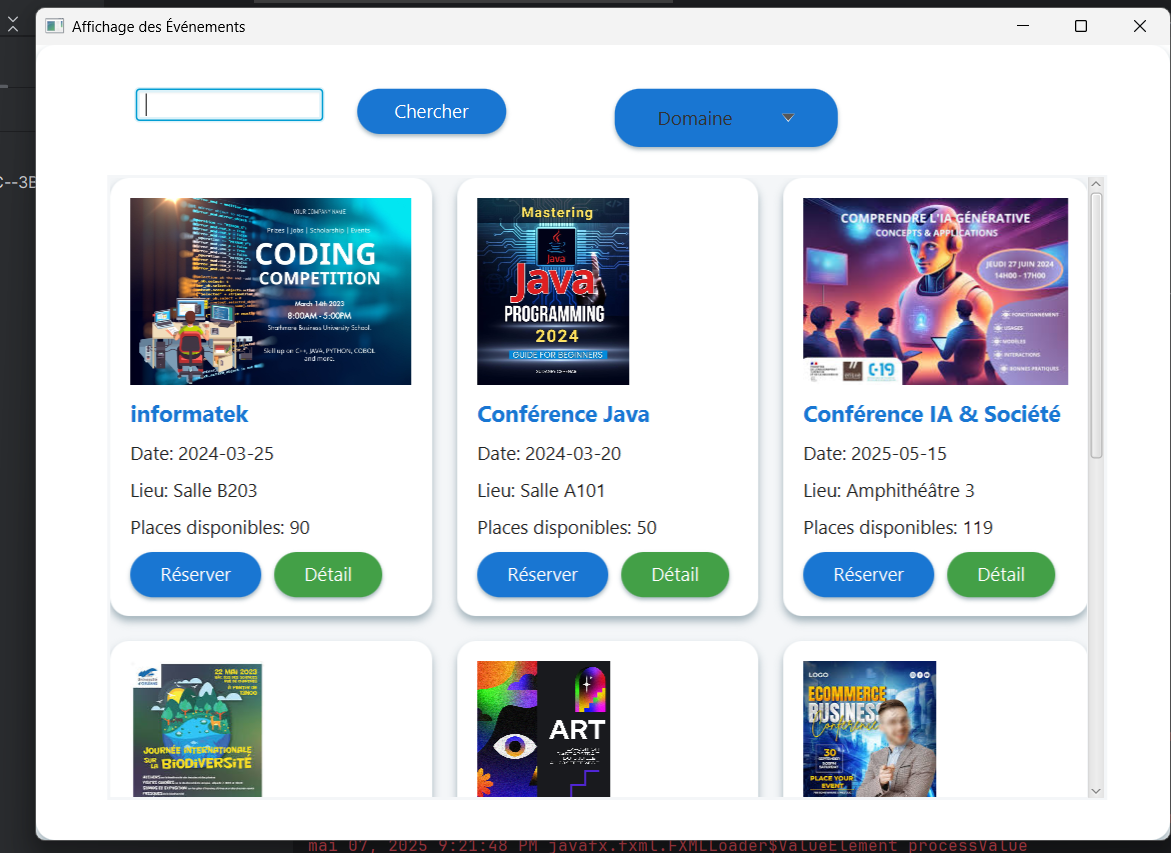 Affichage des Événements
Chercher
Domaine
YOUR COMPANY NAME
Prizes | Jobs | Scholarship | Events
CODING
COMPETITION
March 14th 2023
8:00AM - 5:00PM
Strathmore Business University School.
Skill up on C++, JAVA, PYTHON, COBOL
and more.
Mastering
Java
Java
PROGRAMMING
2024
GUIDE FOR BEGINNERS
COMPRENDRE L'IA GÉNÉRATIVE
CONCEPTS & APPLICATIONS
JEUDI 27 JUIN 2024
14H00 - 17H00
FONCTIONNEMENT
USAGES
MODÈLES
INTERACTIONS
BONNES PRATIQUES
informatek
Conférence Java
Conférence IA & Société
Date: 2024-03-25
Date: 2024-03-20
Date: 2025-05-15
Lieu: Salle B203
Lieu: Salle A101
Lieu: Amphithéâtre 3
Places disponibles: 90
Places disponibles: 50
Places disponibles: 119
Réserver
Détail
Réserver
Détail
Réserver
Détail
22 MAI 2023
JOURNÉE INTERNATIONALE
SUR LA BIODIVERSITÉ
ART
LOGO
ECOMMERCE
BUSINESS
Conference
30
PLACE YOUR
EVENT
mai 07, 2025 9:21:48 PM javafx.fxml.FXMLLoader$ValueElement processValue